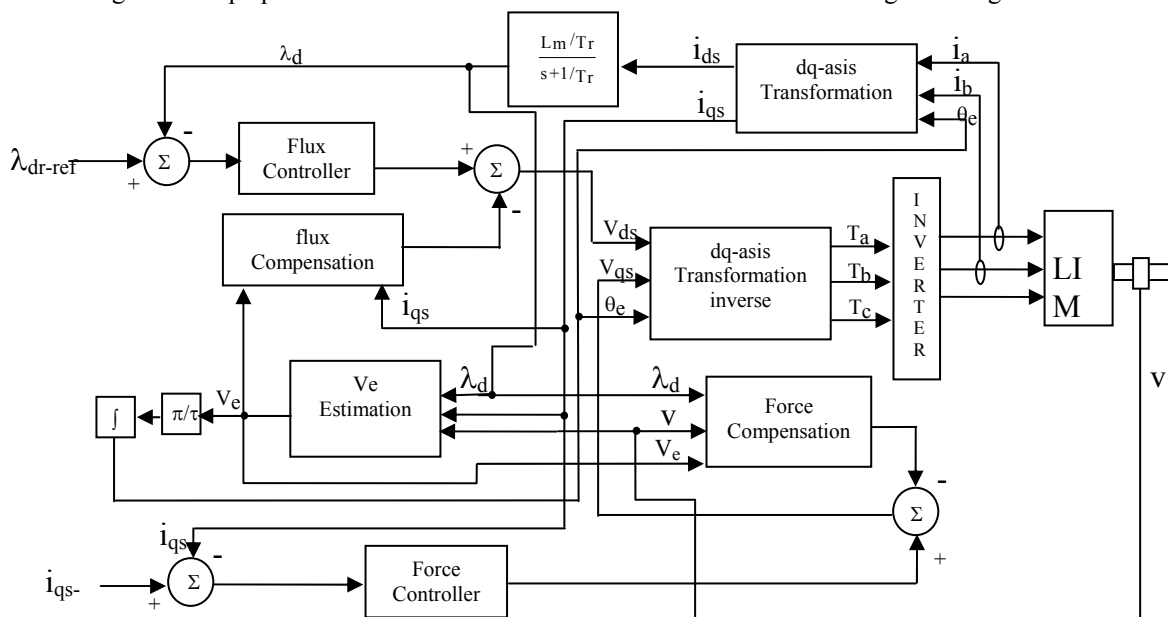 λd
Lm/Tr
s+1/Tr
ids
dq-asis
Transformation
ia
ib
θe
iqs
-
λdr-ref
+
Σ
Flux
Controller
+
Σ
-
flux
Compensation
iqs
Vds
Vqs
θe
dq-asis
Transformation
inverse
Ta
Tb
Tc
I
N
V
E
R
T
E
R
LI
M
v
∫
π/τ
Ve
Ve
Estimation
λd
λd
v
Ve
Force
Compensation
-
Σ
+
iqs
-
iqs-
+
Σ
Force
Controller